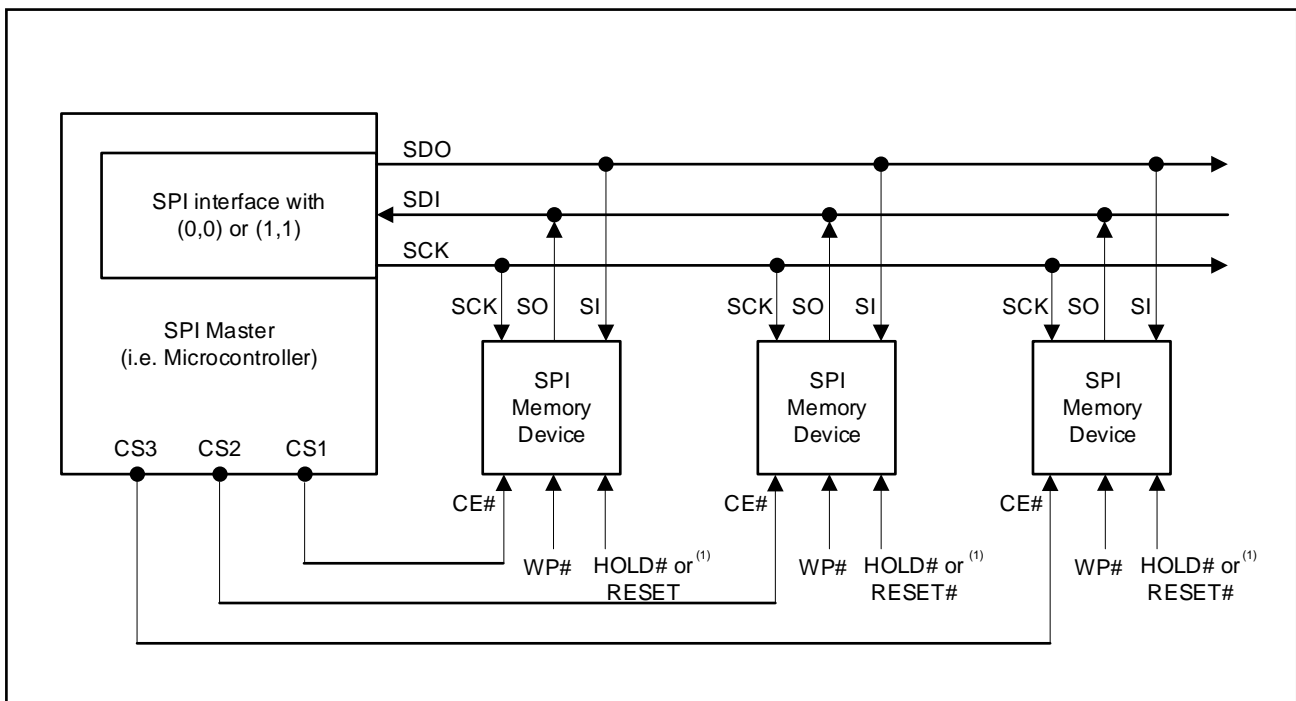 SDO
SPI interface with
(0,0) or (1,1)
SDI
SCK
SPI Master
(i.e. Microcontroller)
SCK SO SI
SCK SO SI
SCK SO SI
SPI
Memory
Device
SPI
Memory
Device
SPI
Memory
Device
CS3 CS2 CS1
CE#
WP#
HOLD# or (1)
RESET
CE#
WP#
HOLD# or (1)
RESET#
CE#
WP#
HOLD# or (1)
RESET#